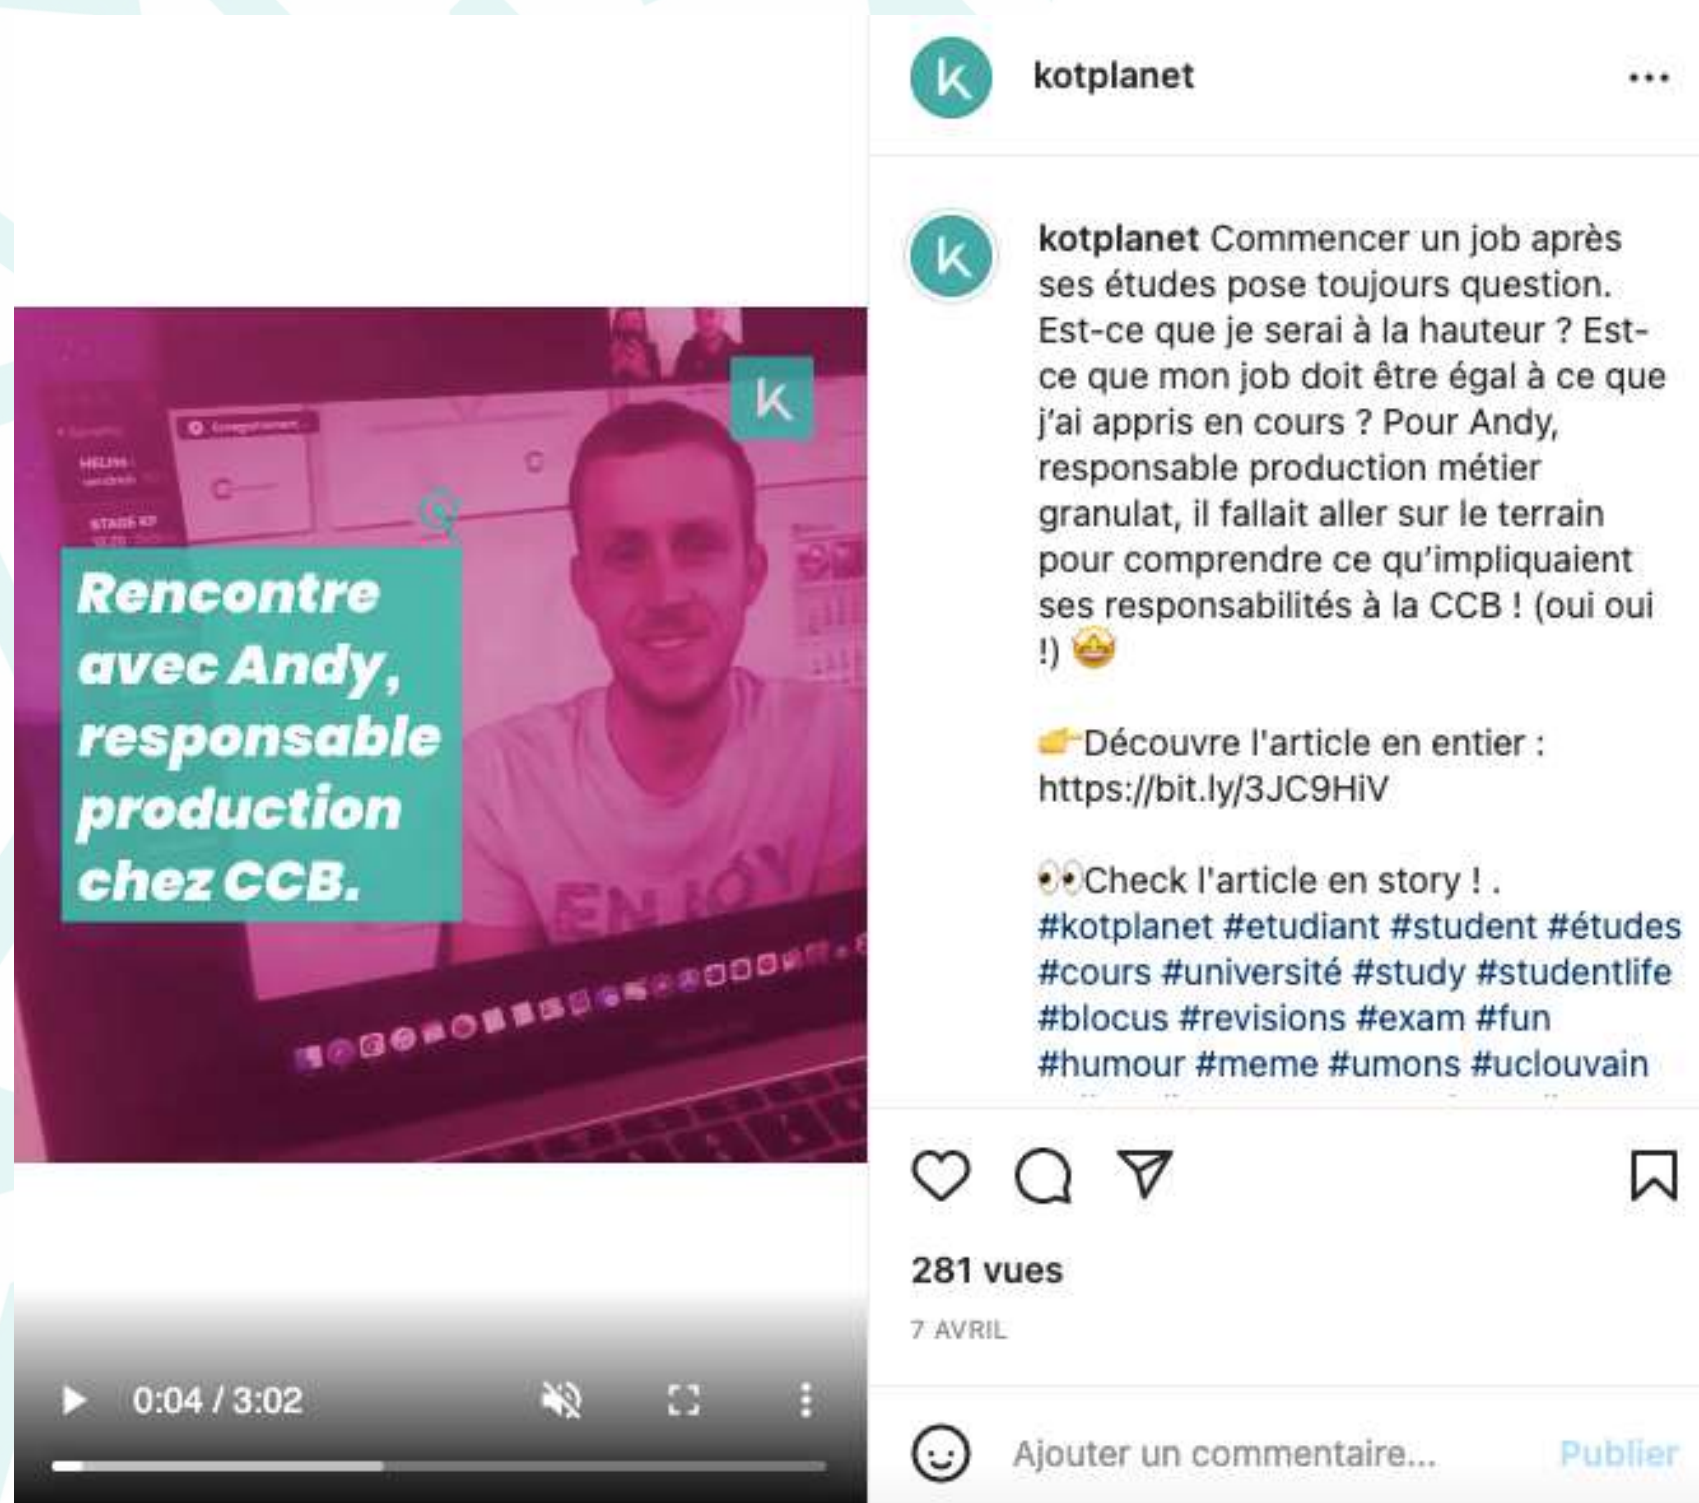 kotplanet
kotplanet Commencer un job après
ses études pose toujours question.
Est-ce que je serai à la hauteur ? Est-
ce que mon job doit être égal à ce que
j'ai appris en cours ? Pour Andy,
responsable production métier
granulat, il fallait aller sur le terrain
pour comprendre ce qu'impliquaient
ses responsabilités à la CCB ! (oui oui
!) 🤩
👉Découvre l'article en entier :
https://bit.ly/3JC9HiV
👀Check l'article en story ! .
#kotplanet #etudiant #student #études
#cours #université #study #studentlife
#blocus #revisions #exam #fun
#humour #meme #umons #uclouvain
281 vues
7 AVRIL
Ajouter un commentaire... Publier
k
STAGE KP
Rencontre
avec Andy,
responsable
production
chez CCB.
ENJOY
0:04 / 3:02